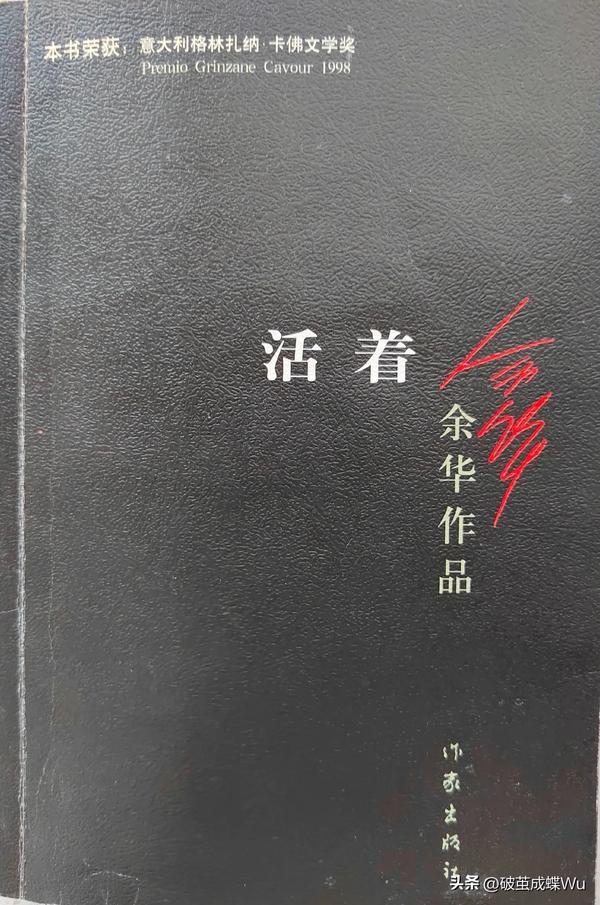 本书荣获：意大利格林扎纳·卡佛文学奖
Premio Grinzane Cavour 1998
活着
余华
余华作品
作家出版社
头条 @破茧成蝶Wu